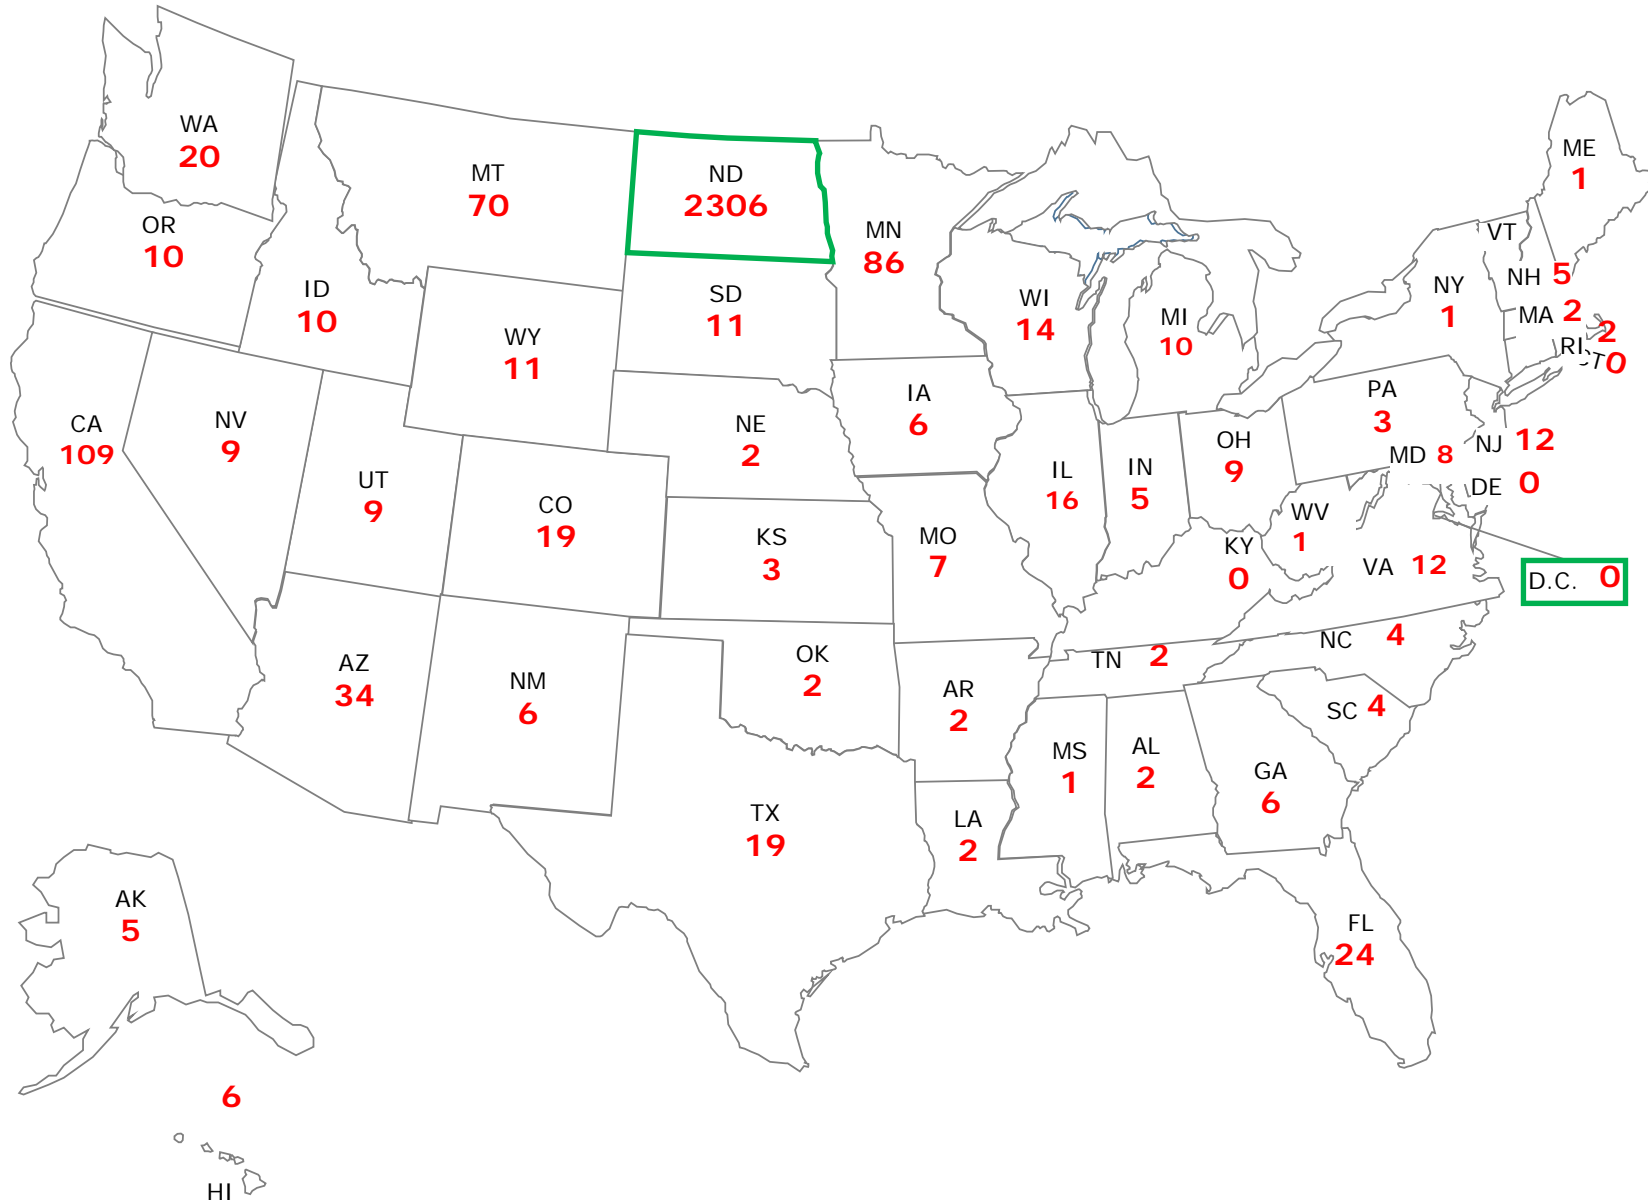 WA
20
OR
10
ID
10
MT
70
ND
2306
MN
86
SD
11
WY
11
WI
14
MI
10
ME
1
VT
NH 5
NY
1
MA 2
2
RI
CT 0
CA
109
NV
9
UT
9
CO
19
NE
2
IA
6
IL
16
IN
5
OH
9
PA
3
NJ 12
MD 8
DE 0
WV
1
VA 12
D.C. 0
KS
3
MO
7
KY
0
NC 4
TN 2
SC 4
AZ
34
NM
6
OK
2
AR
2
MS
1
AL
2
GA
6
TX
19
LA
2
FL
24
AK
5
6
HI